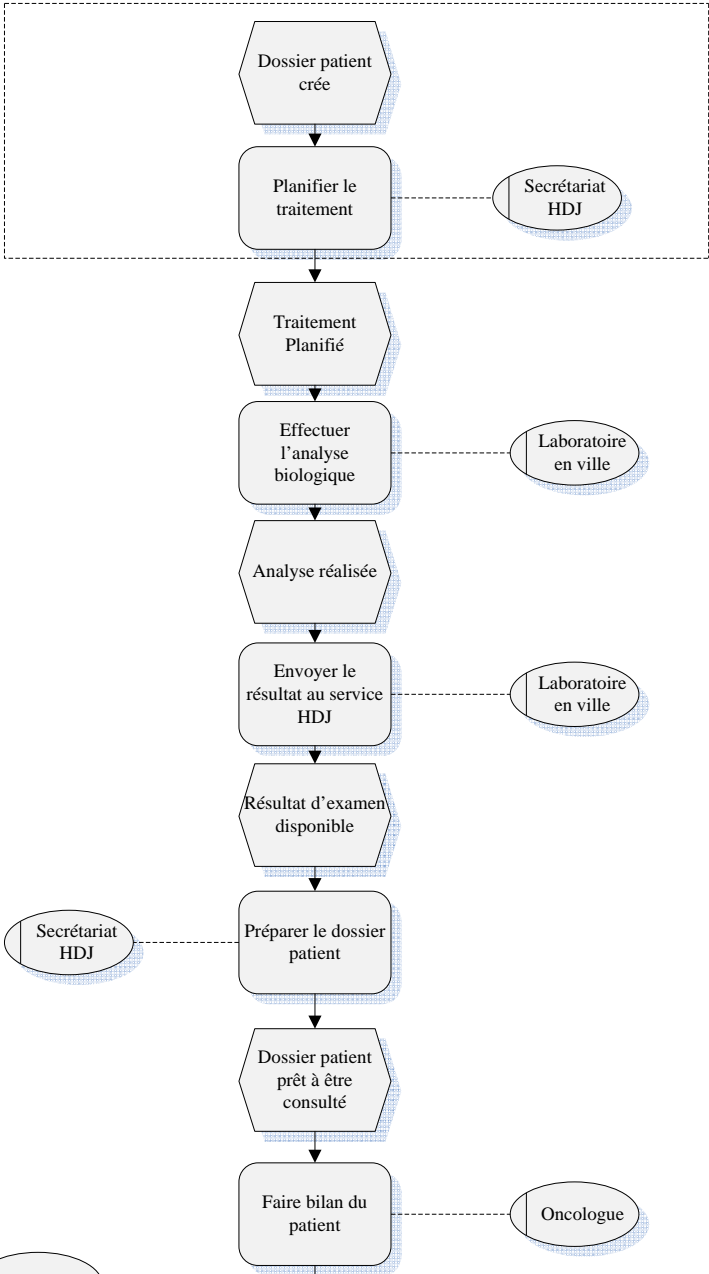 Dossier patient
crée
Planifier le
traitement
Secrétariat
HDJ
Traitement
Planifié
Effectuer
l’analyse
biologique
Laboratoire
en ville
Analyse réalisée
Envoyer le
résultat au service
HDJ
Laboratoire
en ville
Résultat d’examen
disponible
Secrétariat
HDJ
Préparer le dossier
patient
Dossier patient
prêt à être
consulté
Faire bilan du
patient
Oncologue